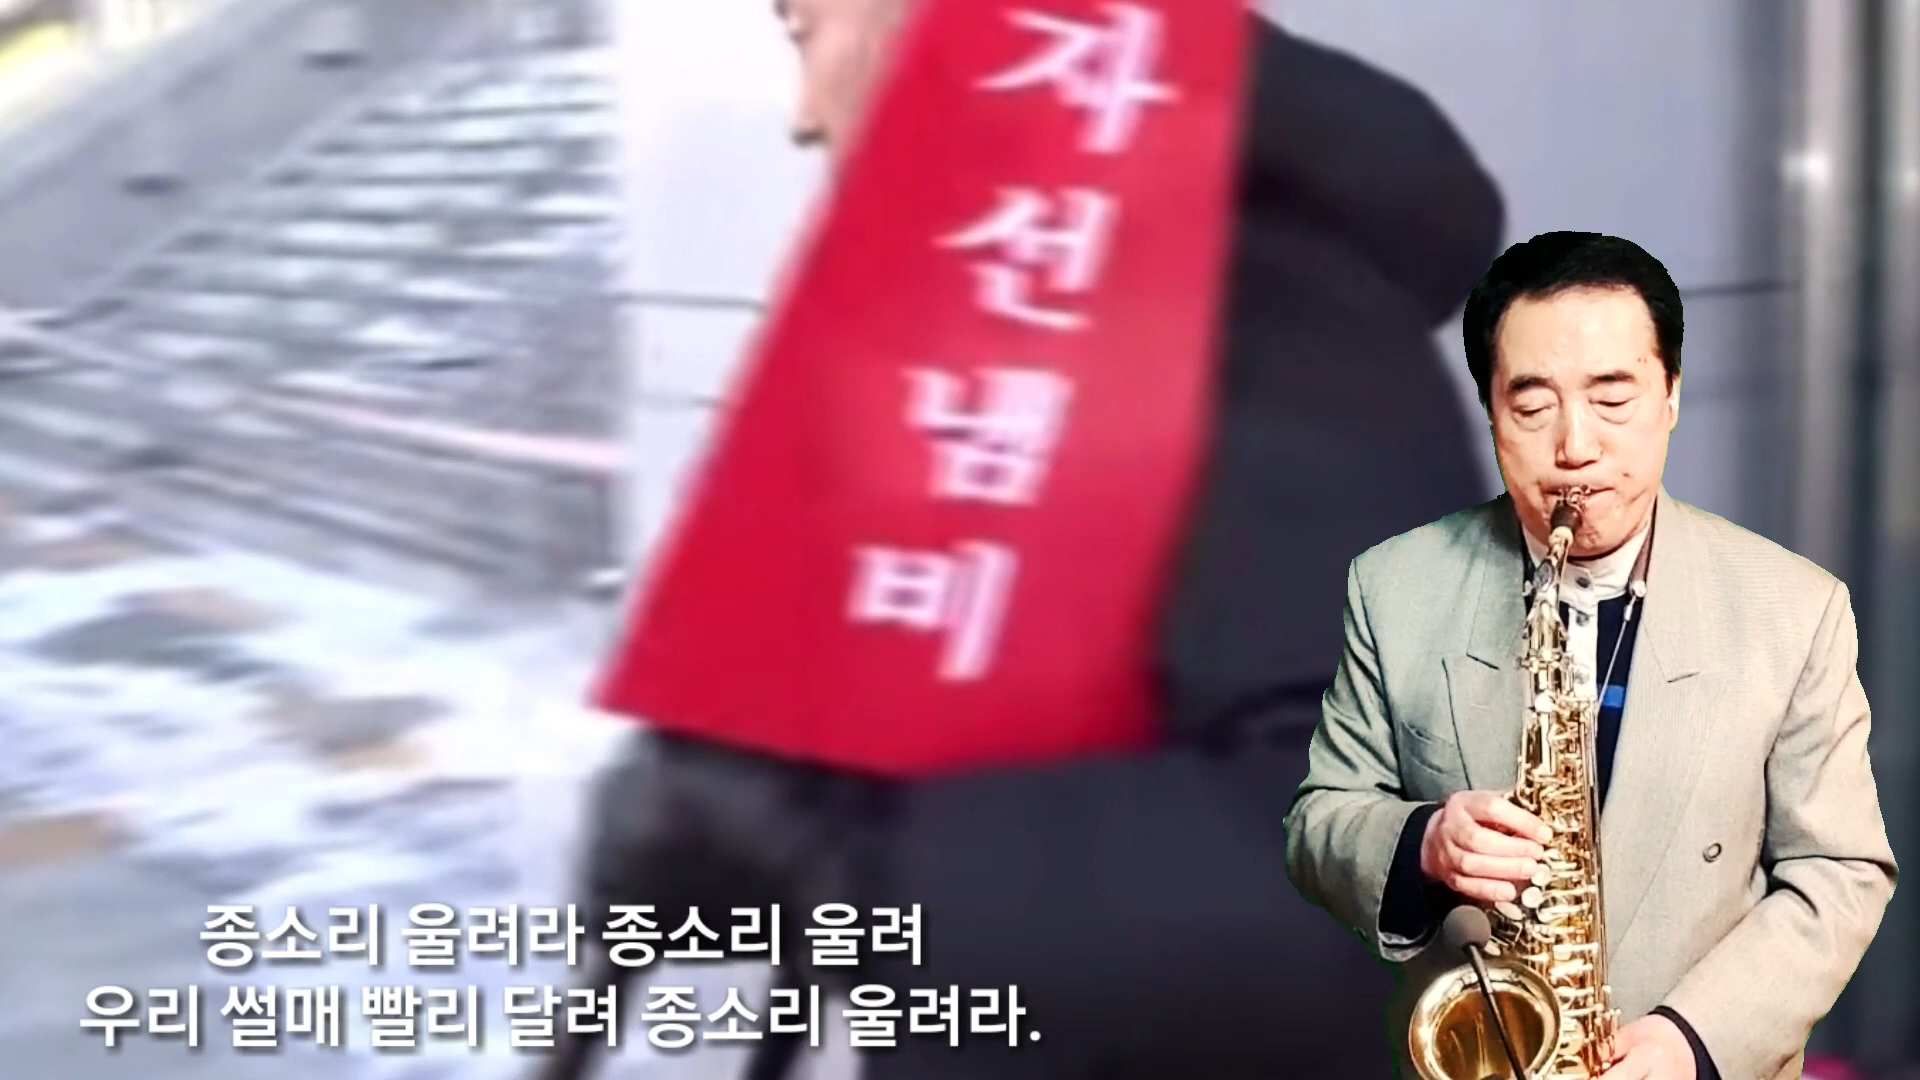 자선냄비
종소리 울려라 종소리 울려
우리 썰매 빨리 달려 종소리 울려라.